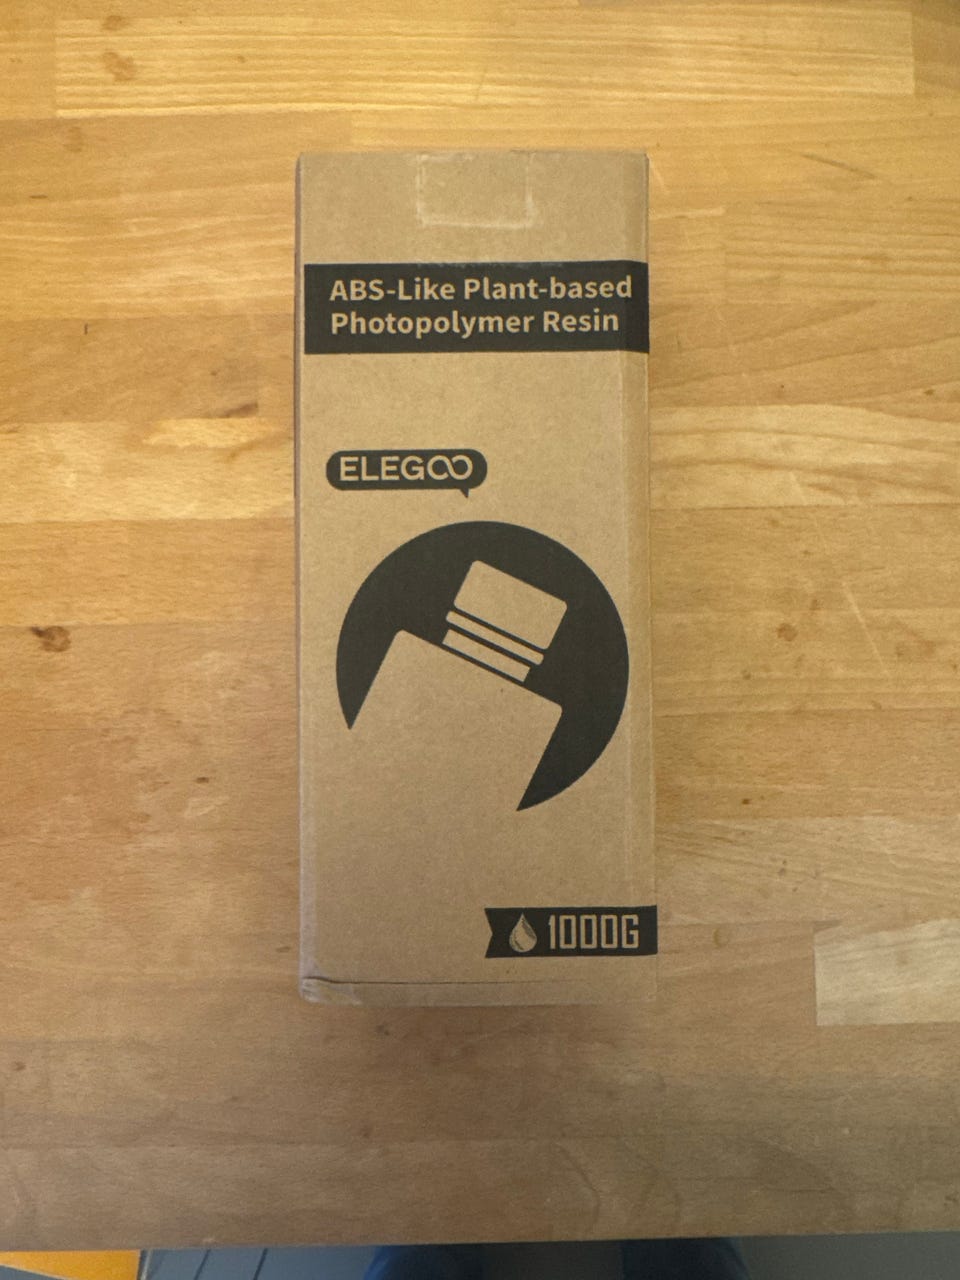 ABS-Like Plant-based
Photopolymer Resin
ELEGOO
1000G